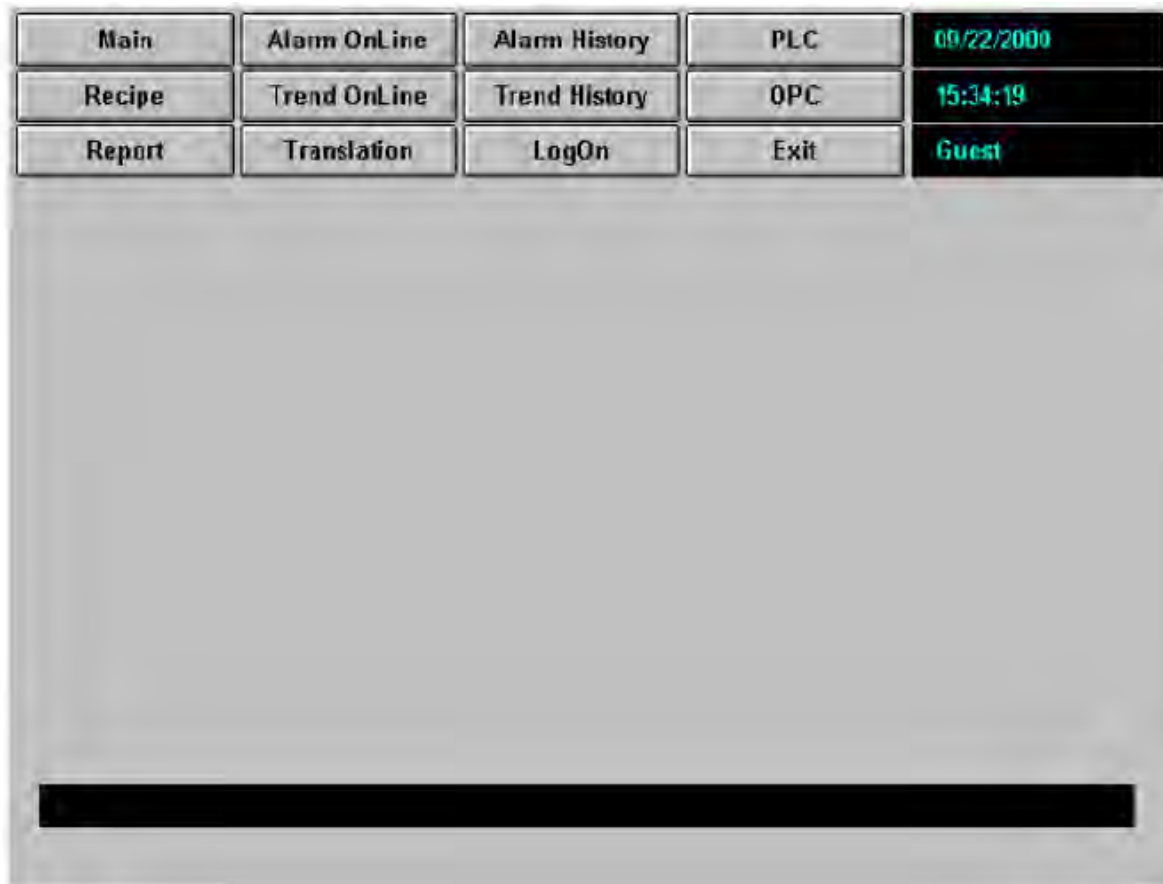 Main Alarm OnLine Alarm History PLC 09/22/2000
Recipe Trend OnLine Trend History OPC 15:34:19
Report Translation LogOn Exit Guest